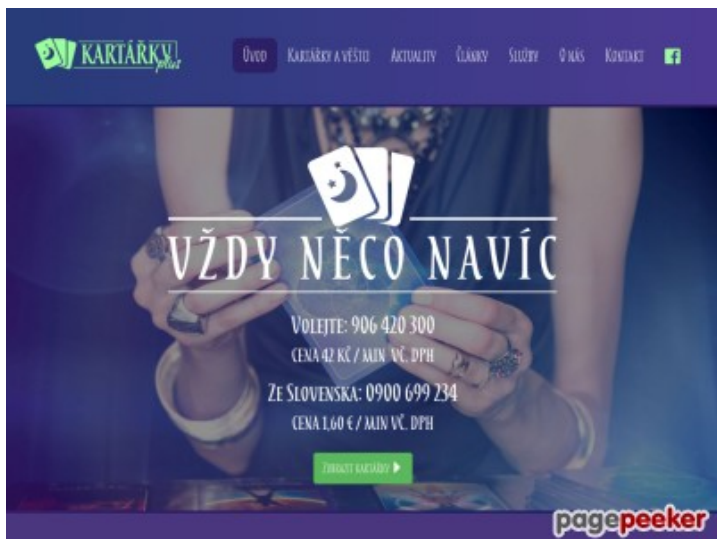 KARTÁŘKY
plus
Úvod Kartářky a věštci Aktuality Články Služby O nás Kontakt
VŽDY NĚCO NAVÍC
Volejte: 906 420 300
cena 42 Kč / min vč. DPH
Ze Slovenska: 0900 699 234
cena 1,60 € / min vč. DPH
Zobrazit kartářky
pagepeeker